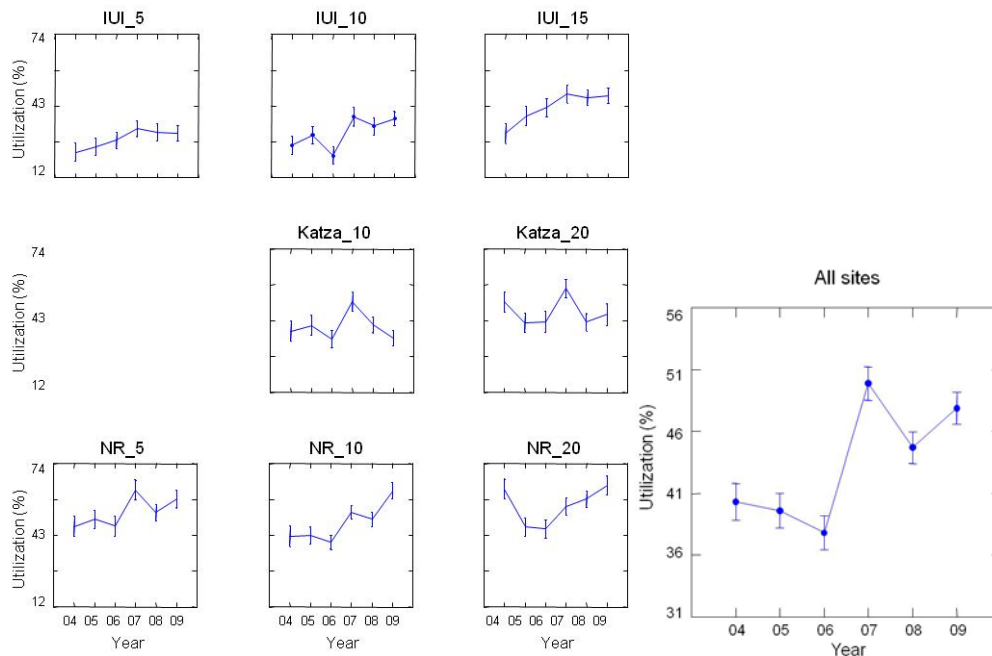 IUI_5
IUI_10
IUI_15
74
43
12
Utilization (%)
Katza_10
Katza_20
74
43
12
Utilization (%)
NR_5
NR_10
NR_20
74
43
12
Utilization (%)
04 05 06 07 08 09
04 05 06 07 08 09
04 05 06 07 08 09
Year
Year
Year
All sites
56
51
46
41
36
31
Utilization (%)
04 05 06 07 08 09
Year